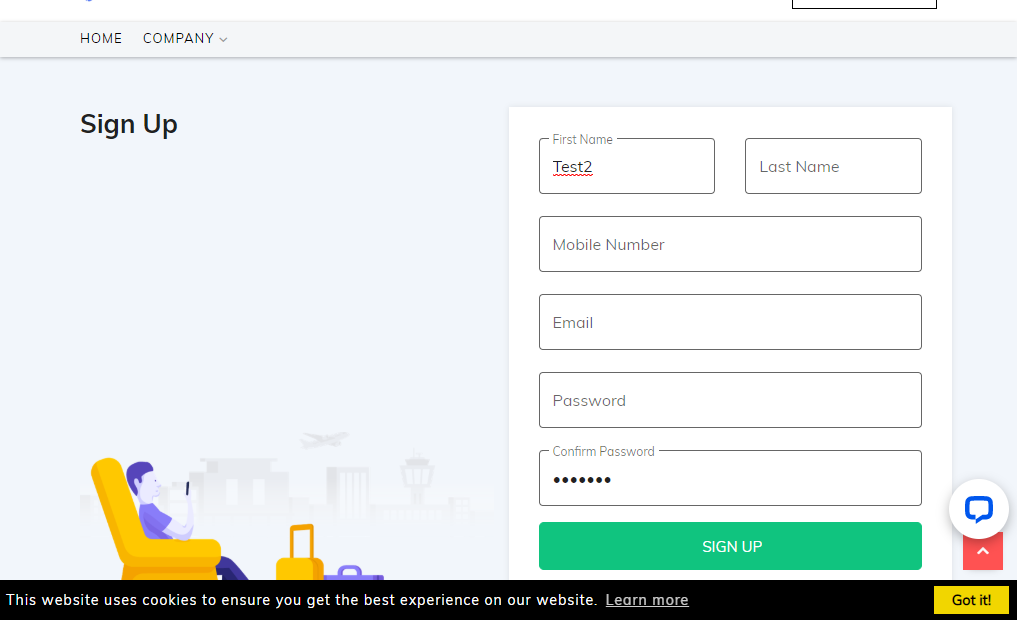 HOME COMPANY
Sign Up
First Name
Test2
Last Name
Mobile Number
Email
Password
Confirm Password
•••••••
SIGN UP
This website uses cookies to ensure you get the best experience on our website. Learn more
Got it!